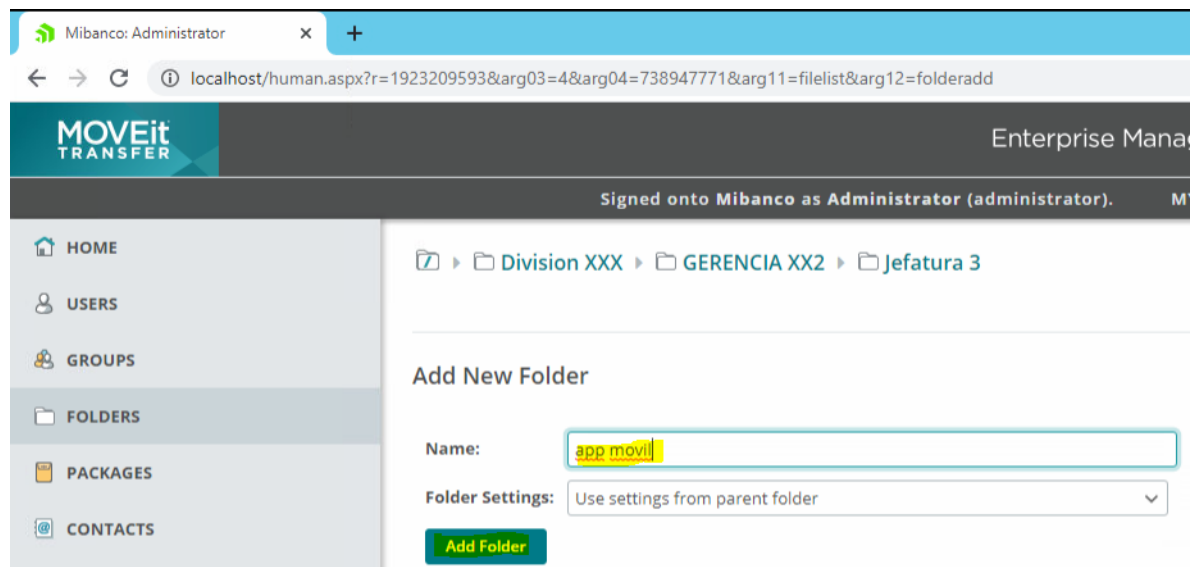 Mibanco: Administrator
localhost/human.aspx?r=1923209593&arg03=4&arg04=738947771&arg11=filelist&arg12=folderadd
MOVEit
TRANSFER
Enterprise
Signed onto Mibanco as Administrator (administrator).
HOME
Division XXX GERENCIA XX2 Jefatura 3
USERS
GROUPS
Add New Folder
FOLDERS
Name: app movil
PACKAGES
Folder Settings: Use settings from parent folder
CONTACTS
Add Folder